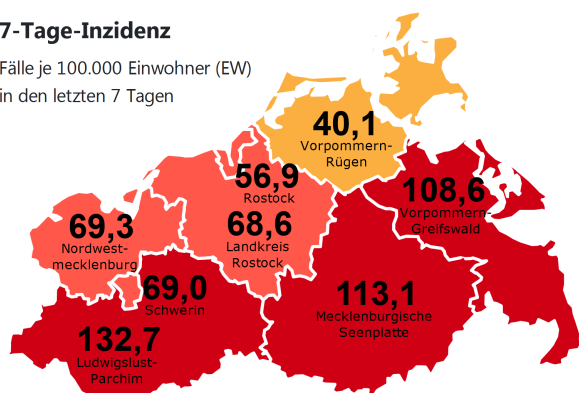 7-Tage-Inzidenz
Fälle je 100.000 Einwohner (EW)
in den letzten 7 Tagen
40,1
Vorpommern-
Rügen
56,9
Rostock
108,6
Vorpommern-
Greifswald
69,3
Nordwest-
mecklenburg
68,6
Landkreis
Rostock
69,0
Schwerin
113,1
Mecklenburgische
Seenplatte
132,7
Ludwigslust-
Parchim